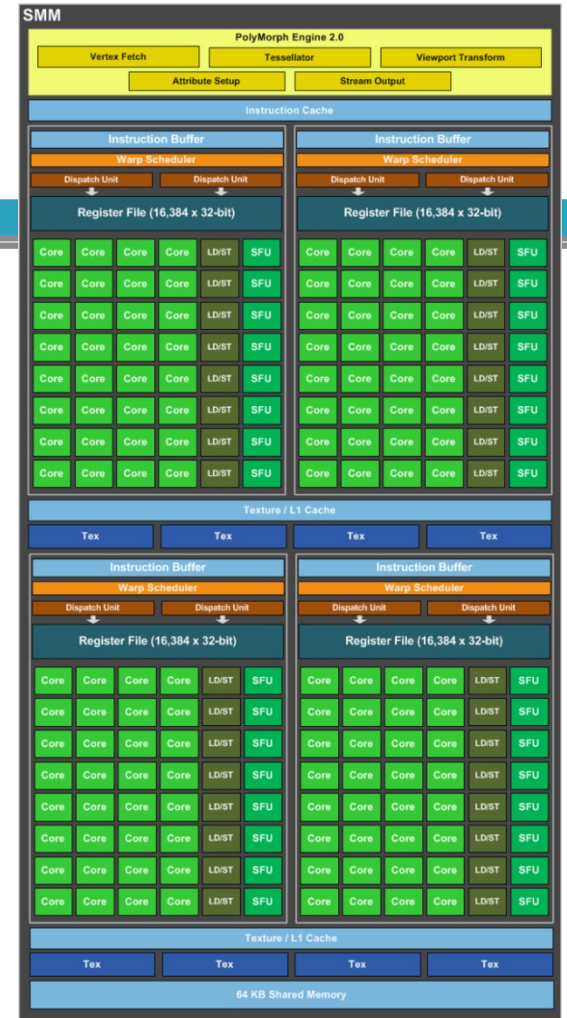 SMM
PolyMorph Engine 2.0
Vertex Fetch Tessellator Viewport Transform
Attribute Setup Stream Output
Instruction Cache
Instruction Buffer Instruction Buffer
Warp Scheduler Warp Scheduler
Dispatch Unit Dispatch Unit Dispatch Unit Dispatch Unit
Register File (16,384 x 32-bit) Register File (16,384 x 32-bit)
Core Core Core Core LD/ST SFU Core Core Core Core LD/ST SFU
Core Core Core Core LD/ST SFU Core Core Core Core LD/ST SFU
Core Core Core Core LD/ST SFU Core Core Core Core LD/ST SFU
Core Core Core Core LD/ST SFU Core Core Core Core LD/ST SFU
Core Core Core Core LD/ST SFU Core Core Core Core LD/ST SFU
Core Core Core Core LD/ST SFU Core Core Core Core LD/ST SFU
Core Core Core Core LD/ST SFU Core Core Core Core LD/ST SFU
Core Core Core Core LD/ST SFU Core Core Core Core LD/ST SFU
Texture / L1 Cache
Tex Tex Tex Tex
Instruction Buffer Instruction Buffer
Warp Scheduler Warp Scheduler
Dispatch Unit Dispatch Unit Dispatch Unit Dispatch Unit
Register File (16,384 x 32-bit) Register File (16,384 x 32-bit)
Core Core Core Core LD/ST SFU Core Core Core Core LD/ST SFU
Core Core Core Core LD/ST SFU Core Core Core Core LD/ST SFU
Core Core Core Core LD/ST SFU Core Core Core Core LD/ST SFU
Core Core Core Core LD/ST SFU Core Core Core Core LD/ST SFU
Core Core Core Core LD/ST SFU Core Core Core Core LD/ST SFU
Core Core Core Core LD/ST SFU Core Core Core Core LD/ST SFU
Core Core Core Core LD/ST SFU Core Core Core Core LD/ST SFU
Core Core Core Core LD/ST SFU Core Core Core Core LD/ST SFU
Texture / L1 Cache
Tex Tex Tex Tex
64 KB Shared Memory